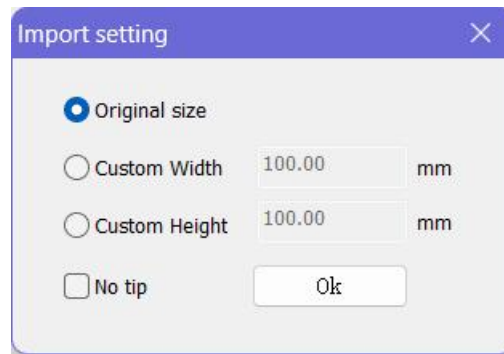 Import setting
Original size
Custom Width 100.00 mm
Custom Height 100.00 mm
No tip Ok